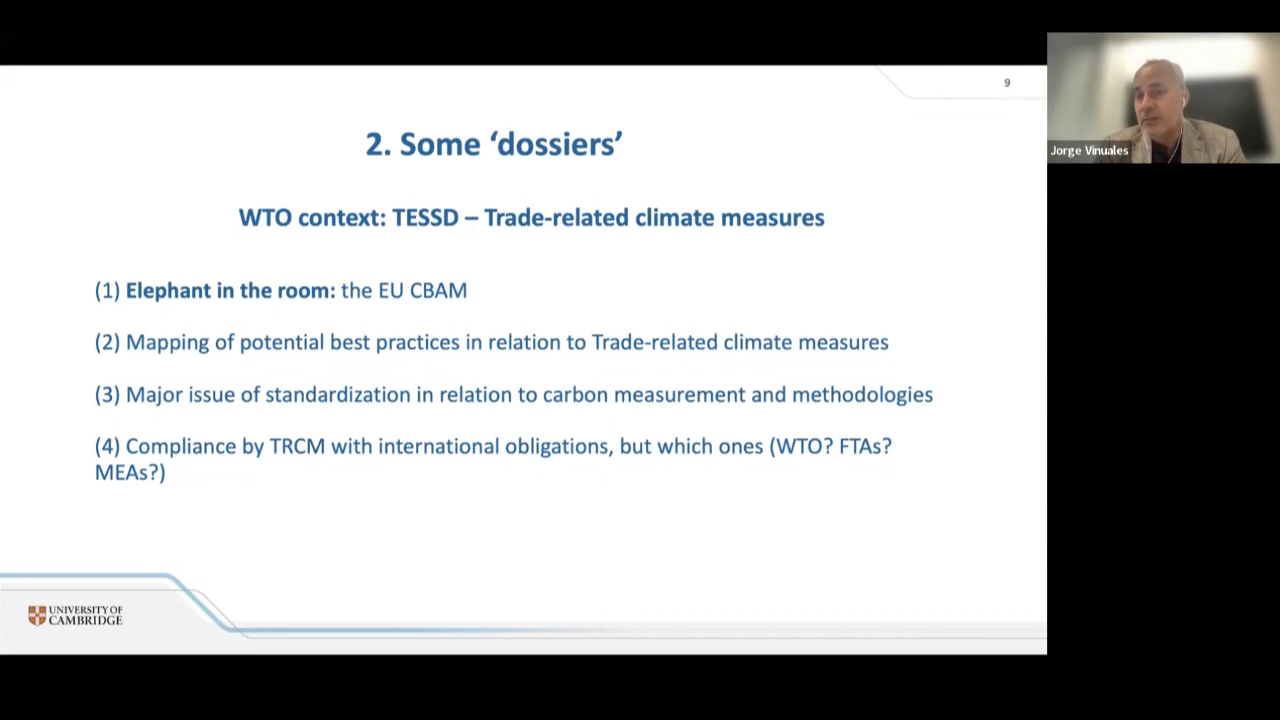 9
2. Some ‘dossiers’
WTO context: TESSD – Trade-related climate measures
(1) Elephant in the room: the EU CBAM
(2) Mapping of potential best practices in relation to Trade-related climate measures
(3) Major issue of standardization in relation to carbon measurement and methodologies
(4) Compliance by TRCM with international obligations, but which ones (WTO? FTAs?
MEAs?)
UNIVERSITY OF
CAMBRIDGE
Jorge Vinuales